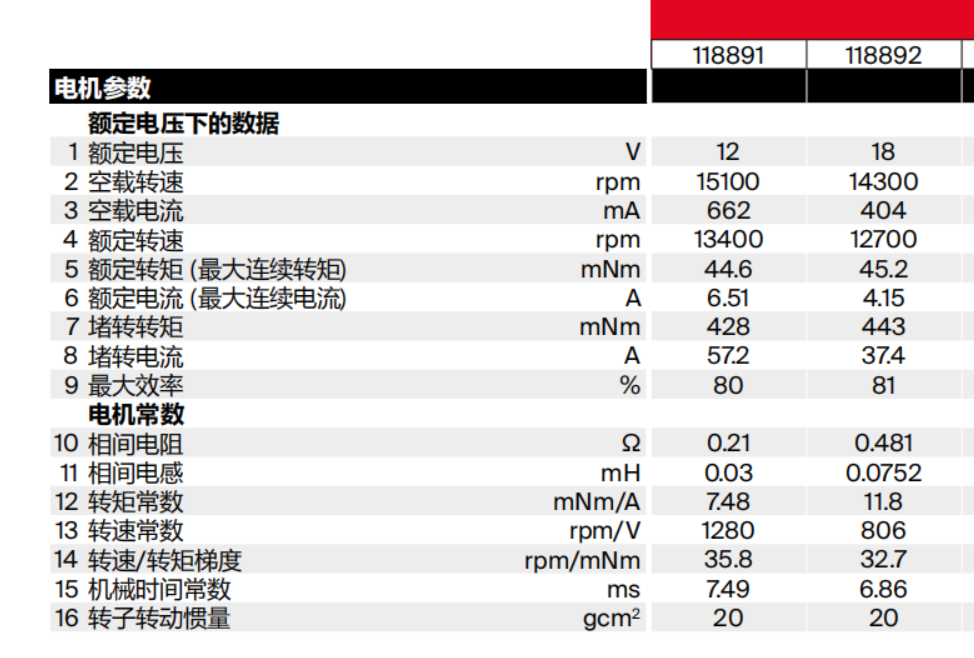 118891 118892
电机参数
额定电压下的数据
1 额定电压 V 12 18
2 空载转速 rpm 15100 14300
3 空载电流 mA 662 404
4 额定转速 rpm 13400 12700
5 额定转矩 (最大连续转矩) mNm 44.6 45.2
6 额定电流 (最大连续电流) A 6.51 4.15
7 堵转转矩 mNm 428 443
8 堵转电流 A 57.2 37.4
9 最大效率 % 80 81
电机常数
10 相间电阻 Ω 0.21 0.481
11 相间电感 mH 0.03 0.0752
12 转矩常数 mNm/A 7.48 11.8
13 转速常数 rpm/V 1280 806
14 转速/转矩梯度 rpm/mNm 35.8 32.7
15 机械时间常数 ms 7.49 6.86
16 转子转动惯量 gcm² 20 20